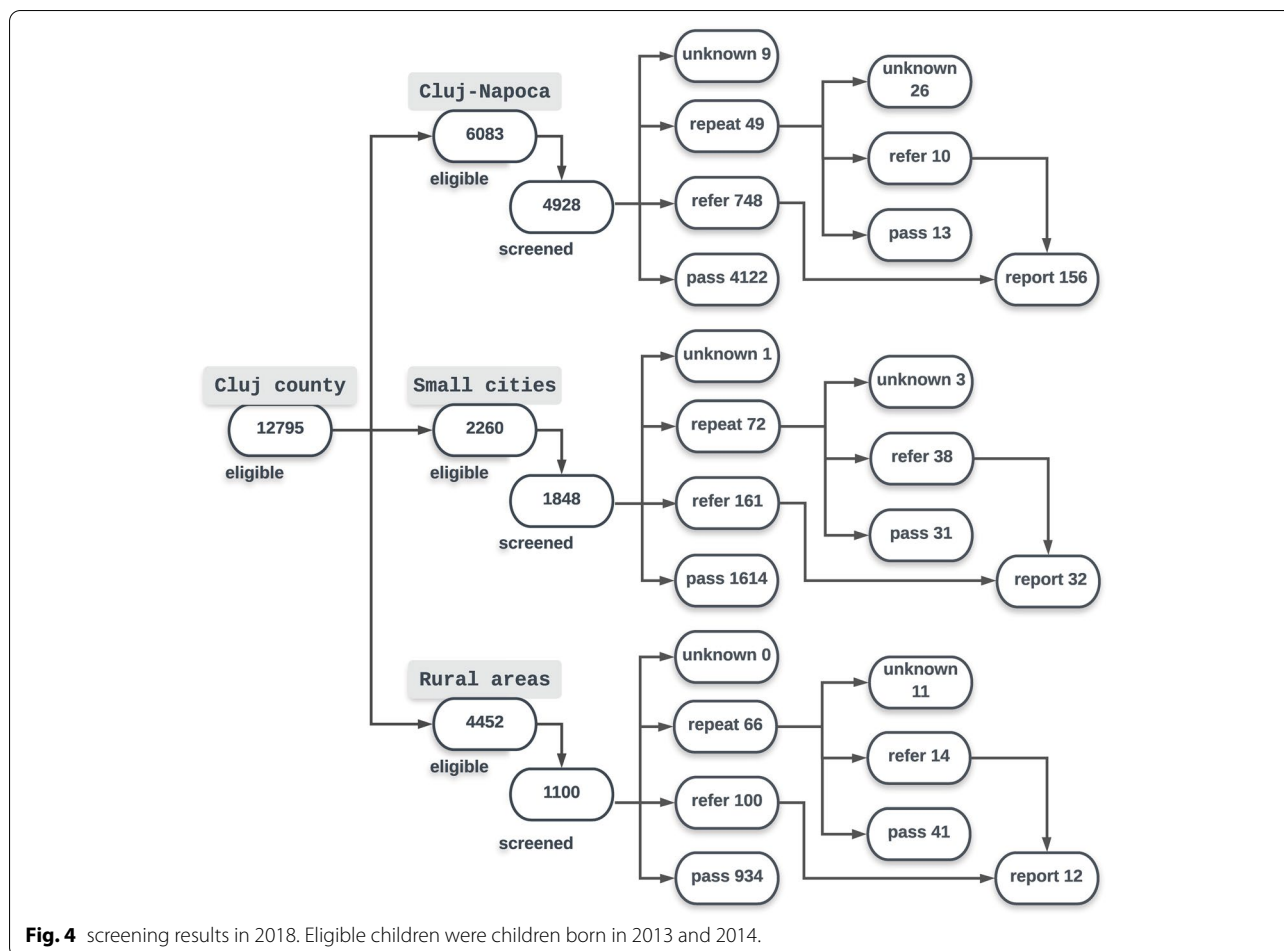 unknown 9
unknown
26
Cluj-Napoca
6083
repeat 49
refer 10
eligible
4928
refer 748
pass 13
screened
pass 4122
report 156
unknown 1
Cluj county
Small cities
unknown 3
12795
2260
repeat 72
refer 38
eligible
eligible
1848
refer 161
pass 31
screened
pass 1614
report 32
unknown 0
Rural areas
unknown
11
4452
repeat 66
refer 14
eligible
1100
refer 100
pass 41
screened
pass 934
report 12
Fig. 4 screening results in 2018. Eligible children were children born in 2013 and 2014.